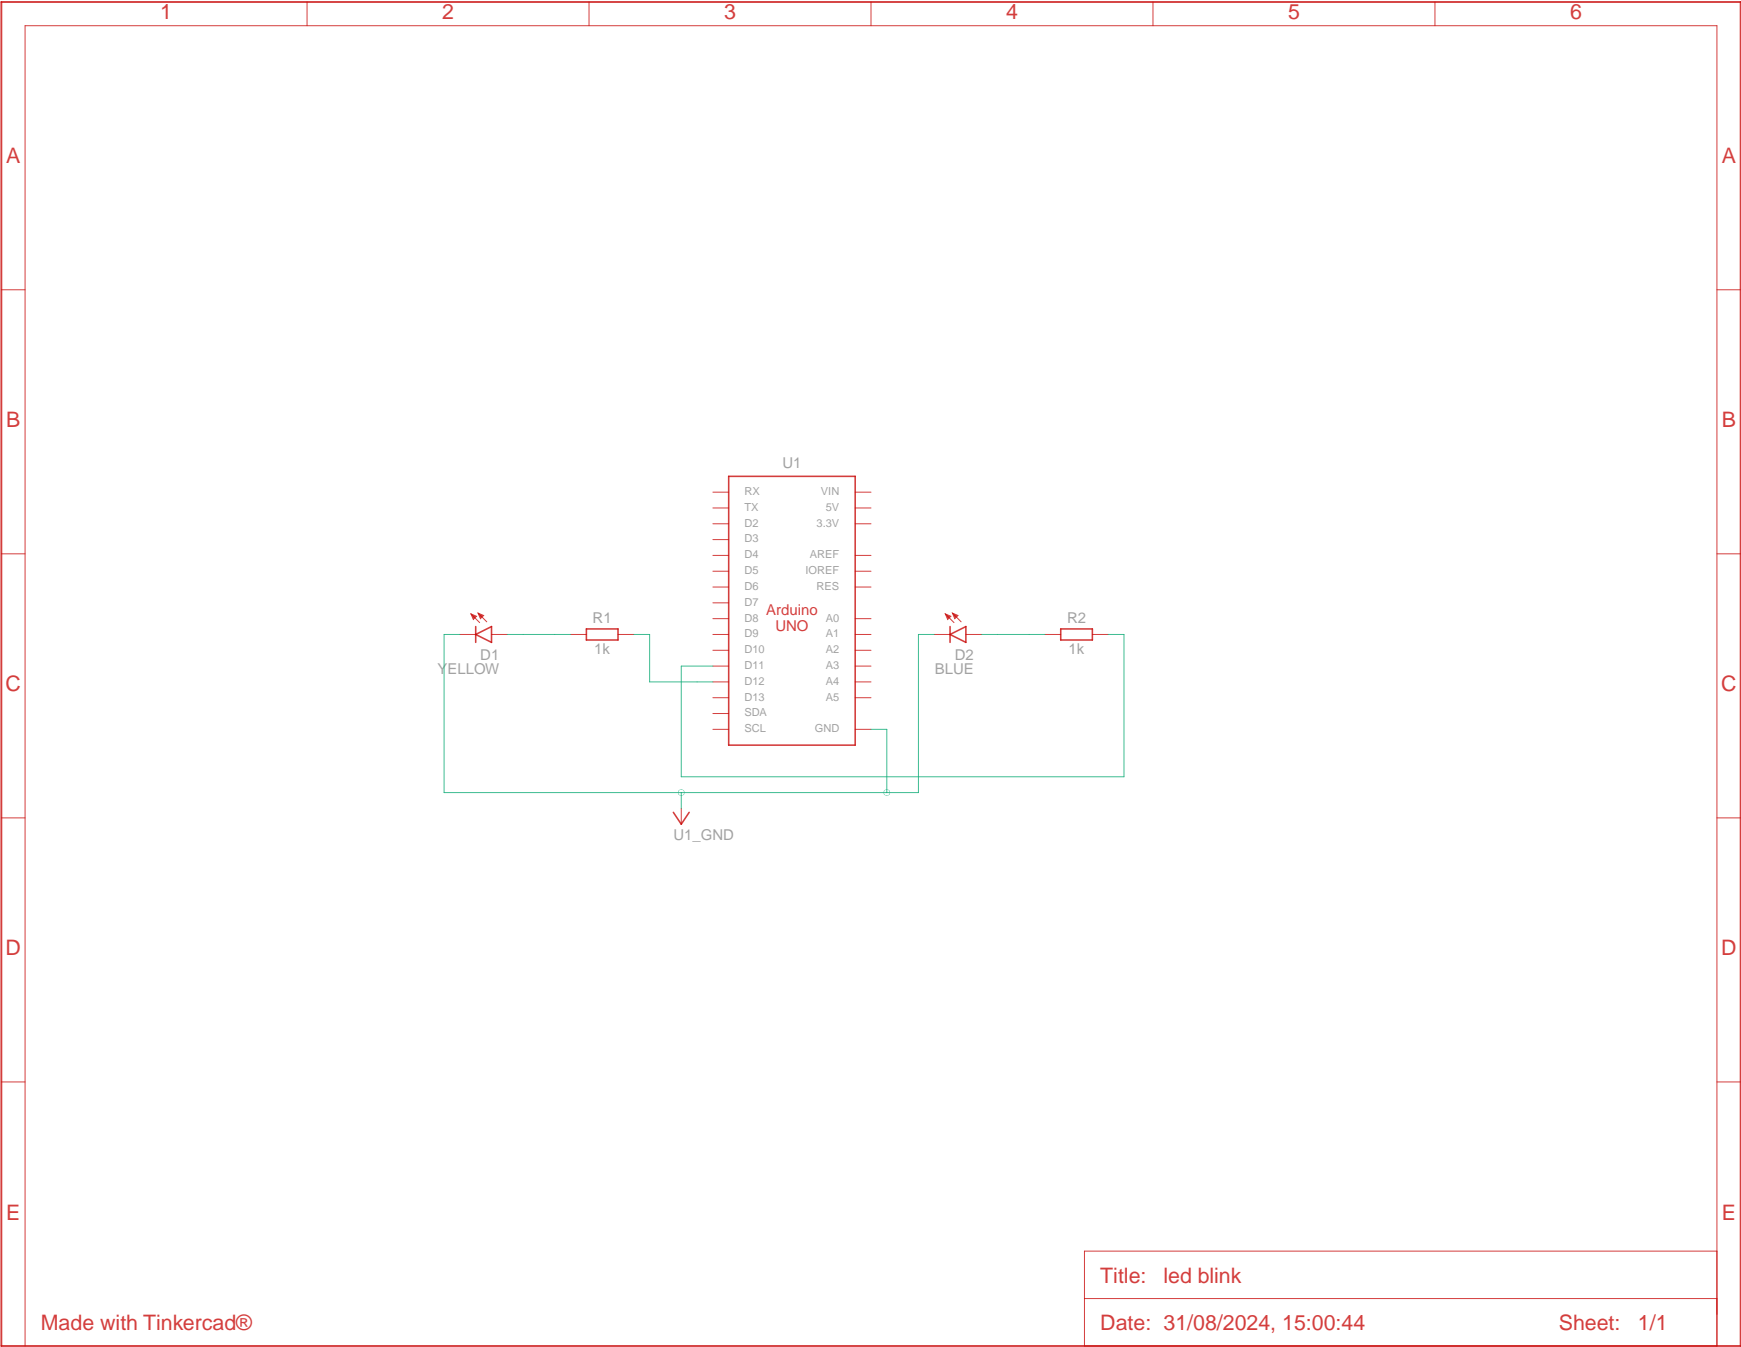 1 2 3 4 5 6
A A
B B
U1
RX VIN
TX 5V
D2 3.3V
D3
D4 AREF
D5 IOREF
D6 RES
D7
Arduino
D8 A0
UNO
D9 A1
D10 A2
D11 A3
D12 A4
D13 A5
SDA
SCL GND
R1
1k
D1
YELLOW
R2
1k
D2
BLUE
C C
U1_GND
D D
E E
Title: led blink
Date: 31/08/2024, 15:00:44 Sheet: 1/1
Made with Tinkercad®